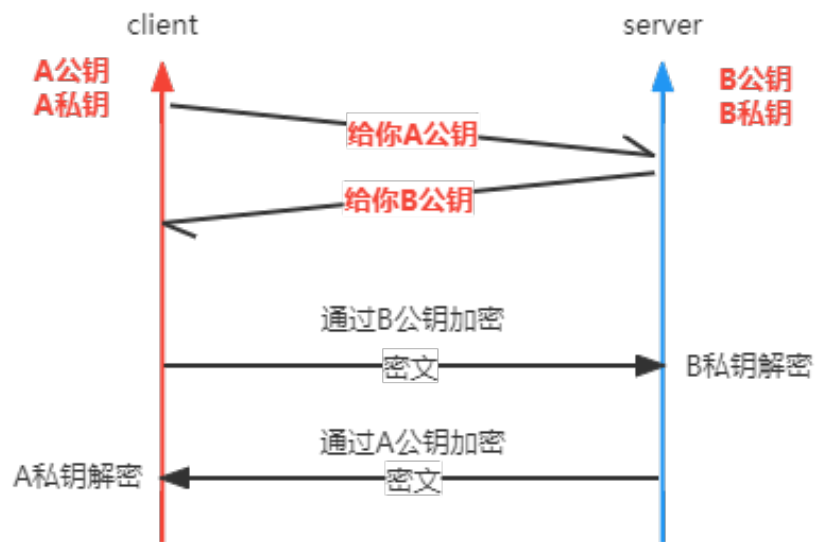 client
server
A公钥
A私钥
B公钥
B私钥
给你A公钥
给你B公钥
通过B公钥加密
密文
B私钥解密
通过A公钥加密
A私钥解密
密文